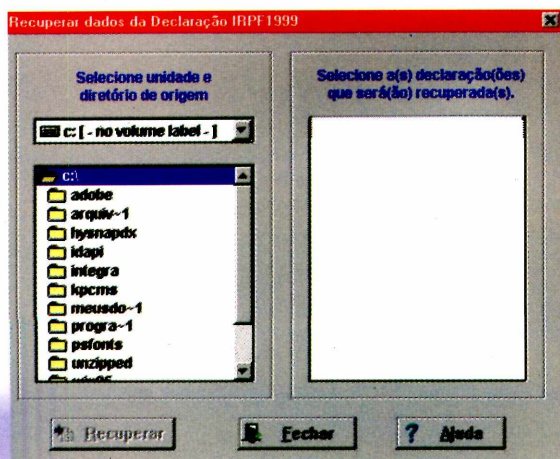 Recuperar dados da Declaração IRPF1999
Selecione unidade e
diretório de origem
c: [ - no volume label - ]
c:\
adobe
arquiv~1
hysnapdx
idapi
integra
kpcms
meusdo~1
progra~1
psfonts
unzipped
Selecione a(s) declaração(ões)
que será(ão) recuperada(s).
Recuperar
Fechar
Ajuda